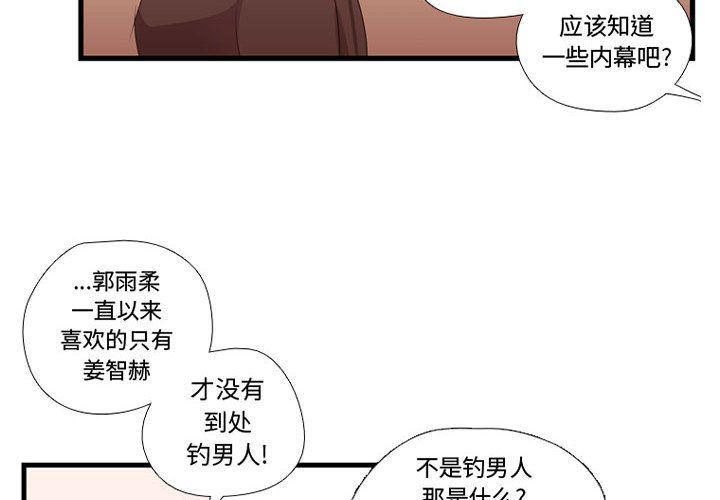 应该知道
一些内幕吧?
...郭雨柔
一直以来
喜欢的只有
姜智赫
才没有
到处
钓男人!
不是钓男人
那是什么?